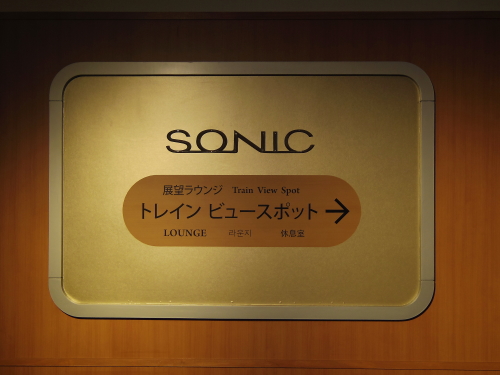 SONIC
展望ラウンジ Train View Spot
トレイン ビュースポット →
LOUNGE 라운지 休息室